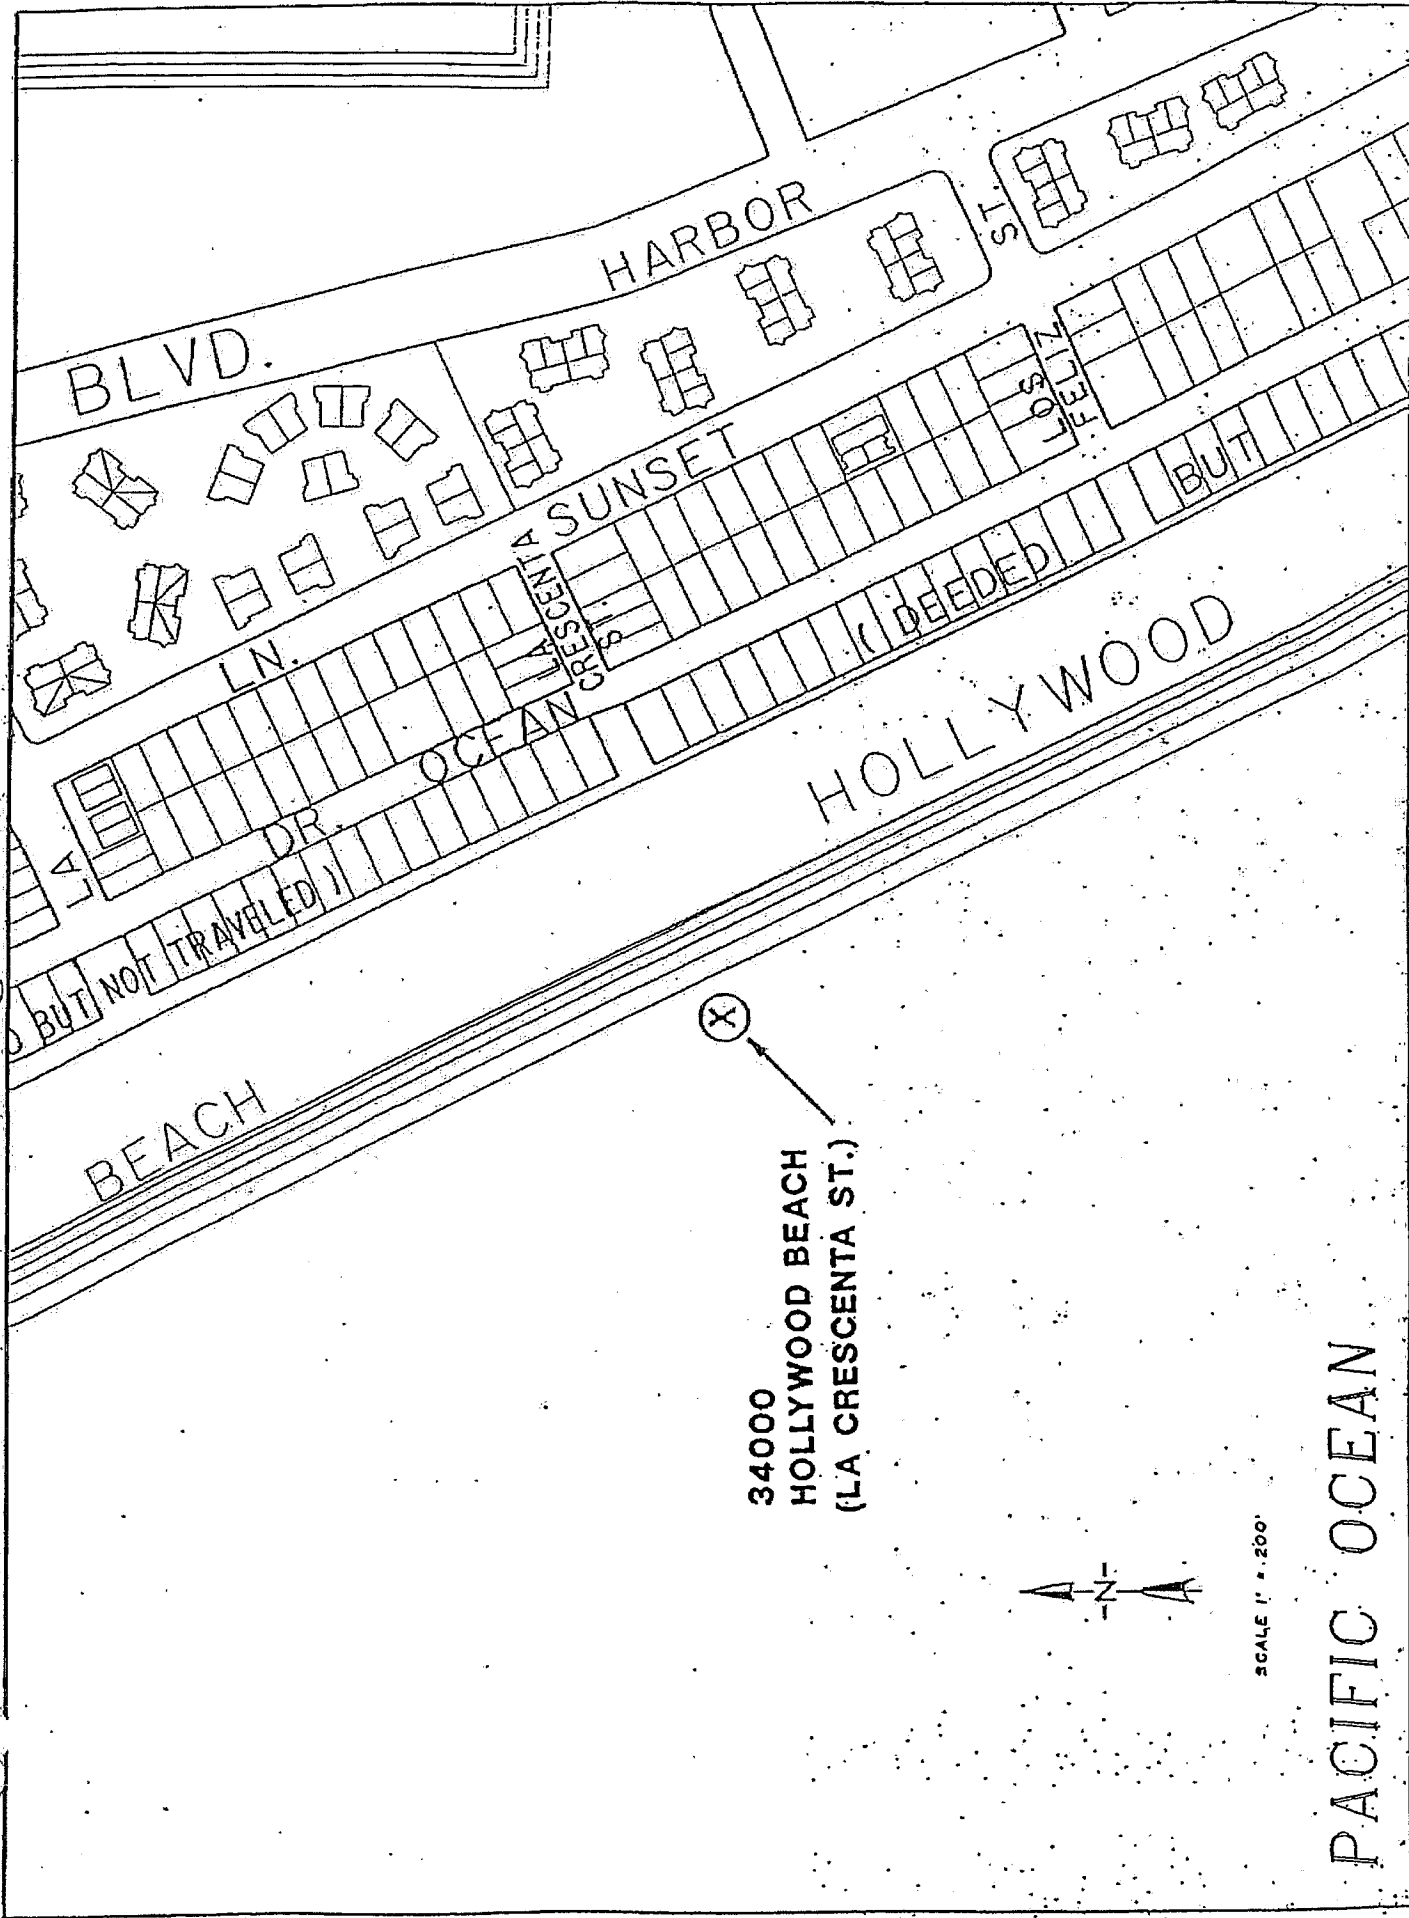 BLVD.
HARBOR
ST.
SUNSET
LN.
LA
CRESCENTA
ST.
LOS
FELIZ
LA
OCEAN
DR.
( DEEDED
BUT
BUT NOT TRAVELED )
HOLLYWOOD
BEACH
X
34000
HOLLYWOOD BEACH
(LA CRESCENTA ST.)
-N-
SCALE 1" = 200'
PACIFIC OCEAN